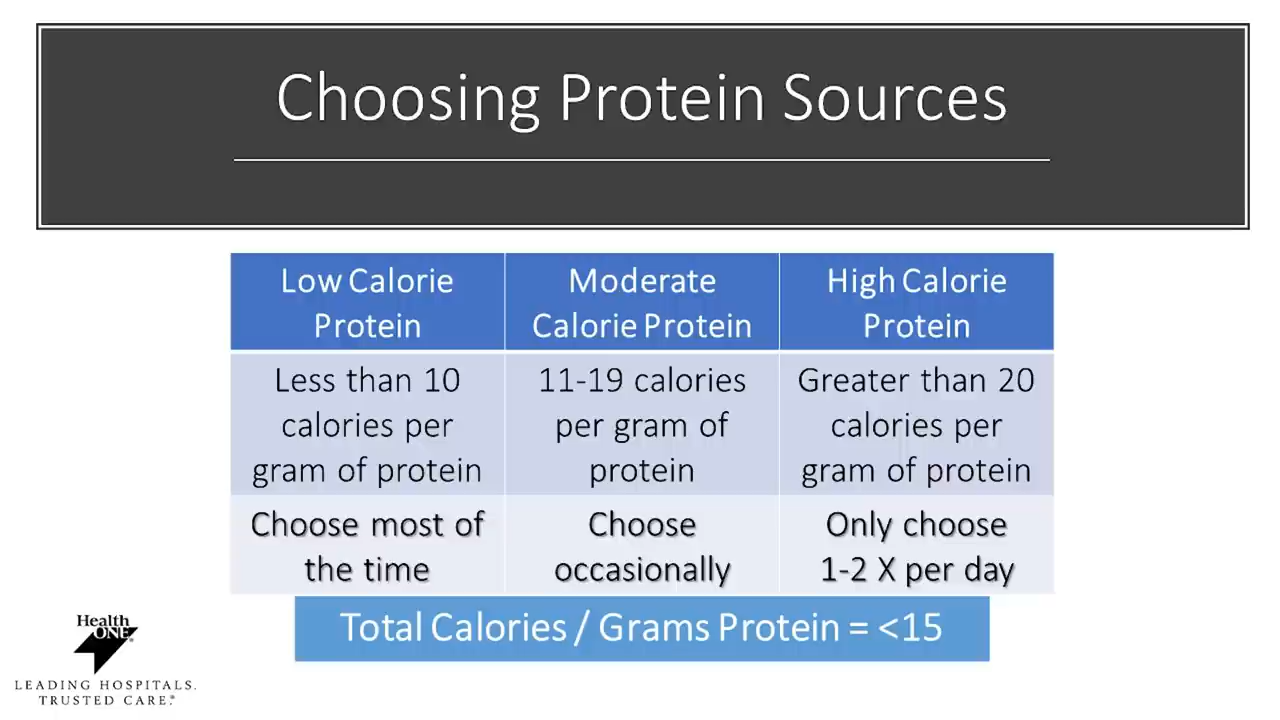 Choosing Protein Sources
Low Calorie
Protein
Moderate
Calorie Protein
High Calorie
Protein
Less than 10
calories per
gram of protein
11-19 calories
per gram of
protein
Greater than 20
calories per
gram of protein
Choose most of
the time
Choose
occasionally
Only choose
1-2 X per day
Total Calories / Grams Protein = <15
Health
ONE
LEADING HOSPITALS.
TRUSTED CARE.®